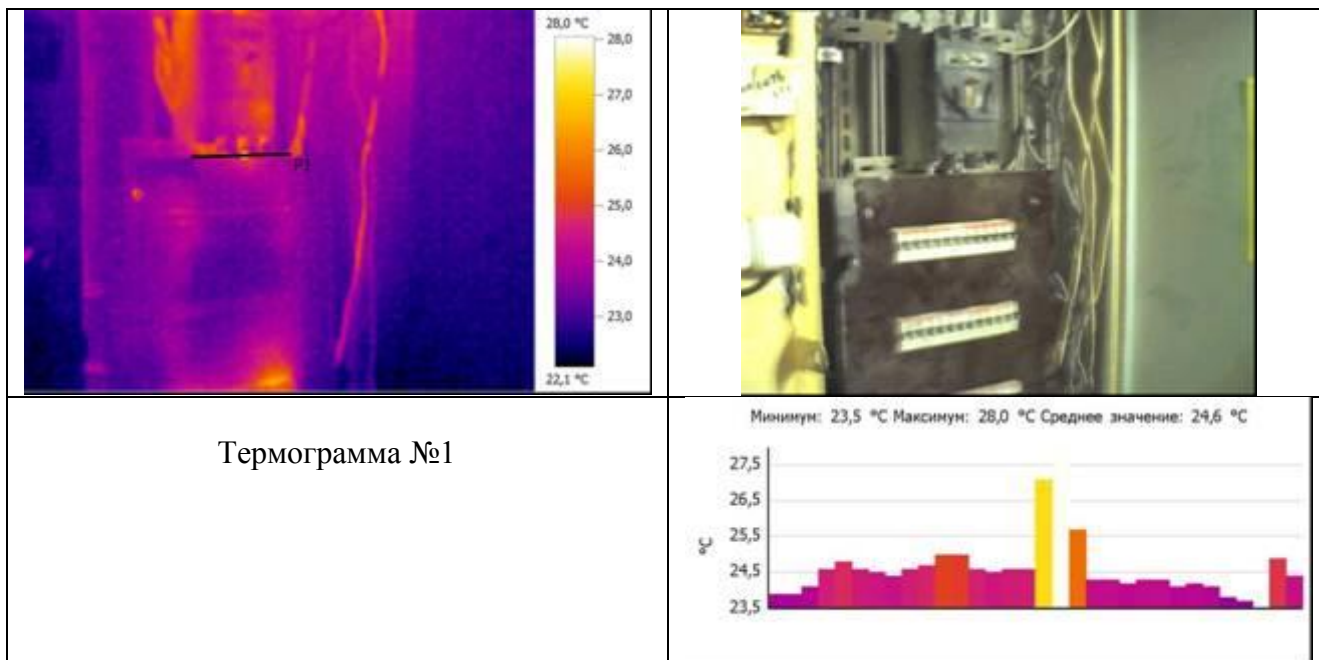 28,0 °C
28,0
27,0
26,0
25,0
24,0
23,0
22,1 °C
P1
Термограмма №1
Минимум: 23,5 °C Максимум: 28,0 °C Среднее значение: 24,6 °C
27,5
26,5
25,5
24,5
23,5
°C